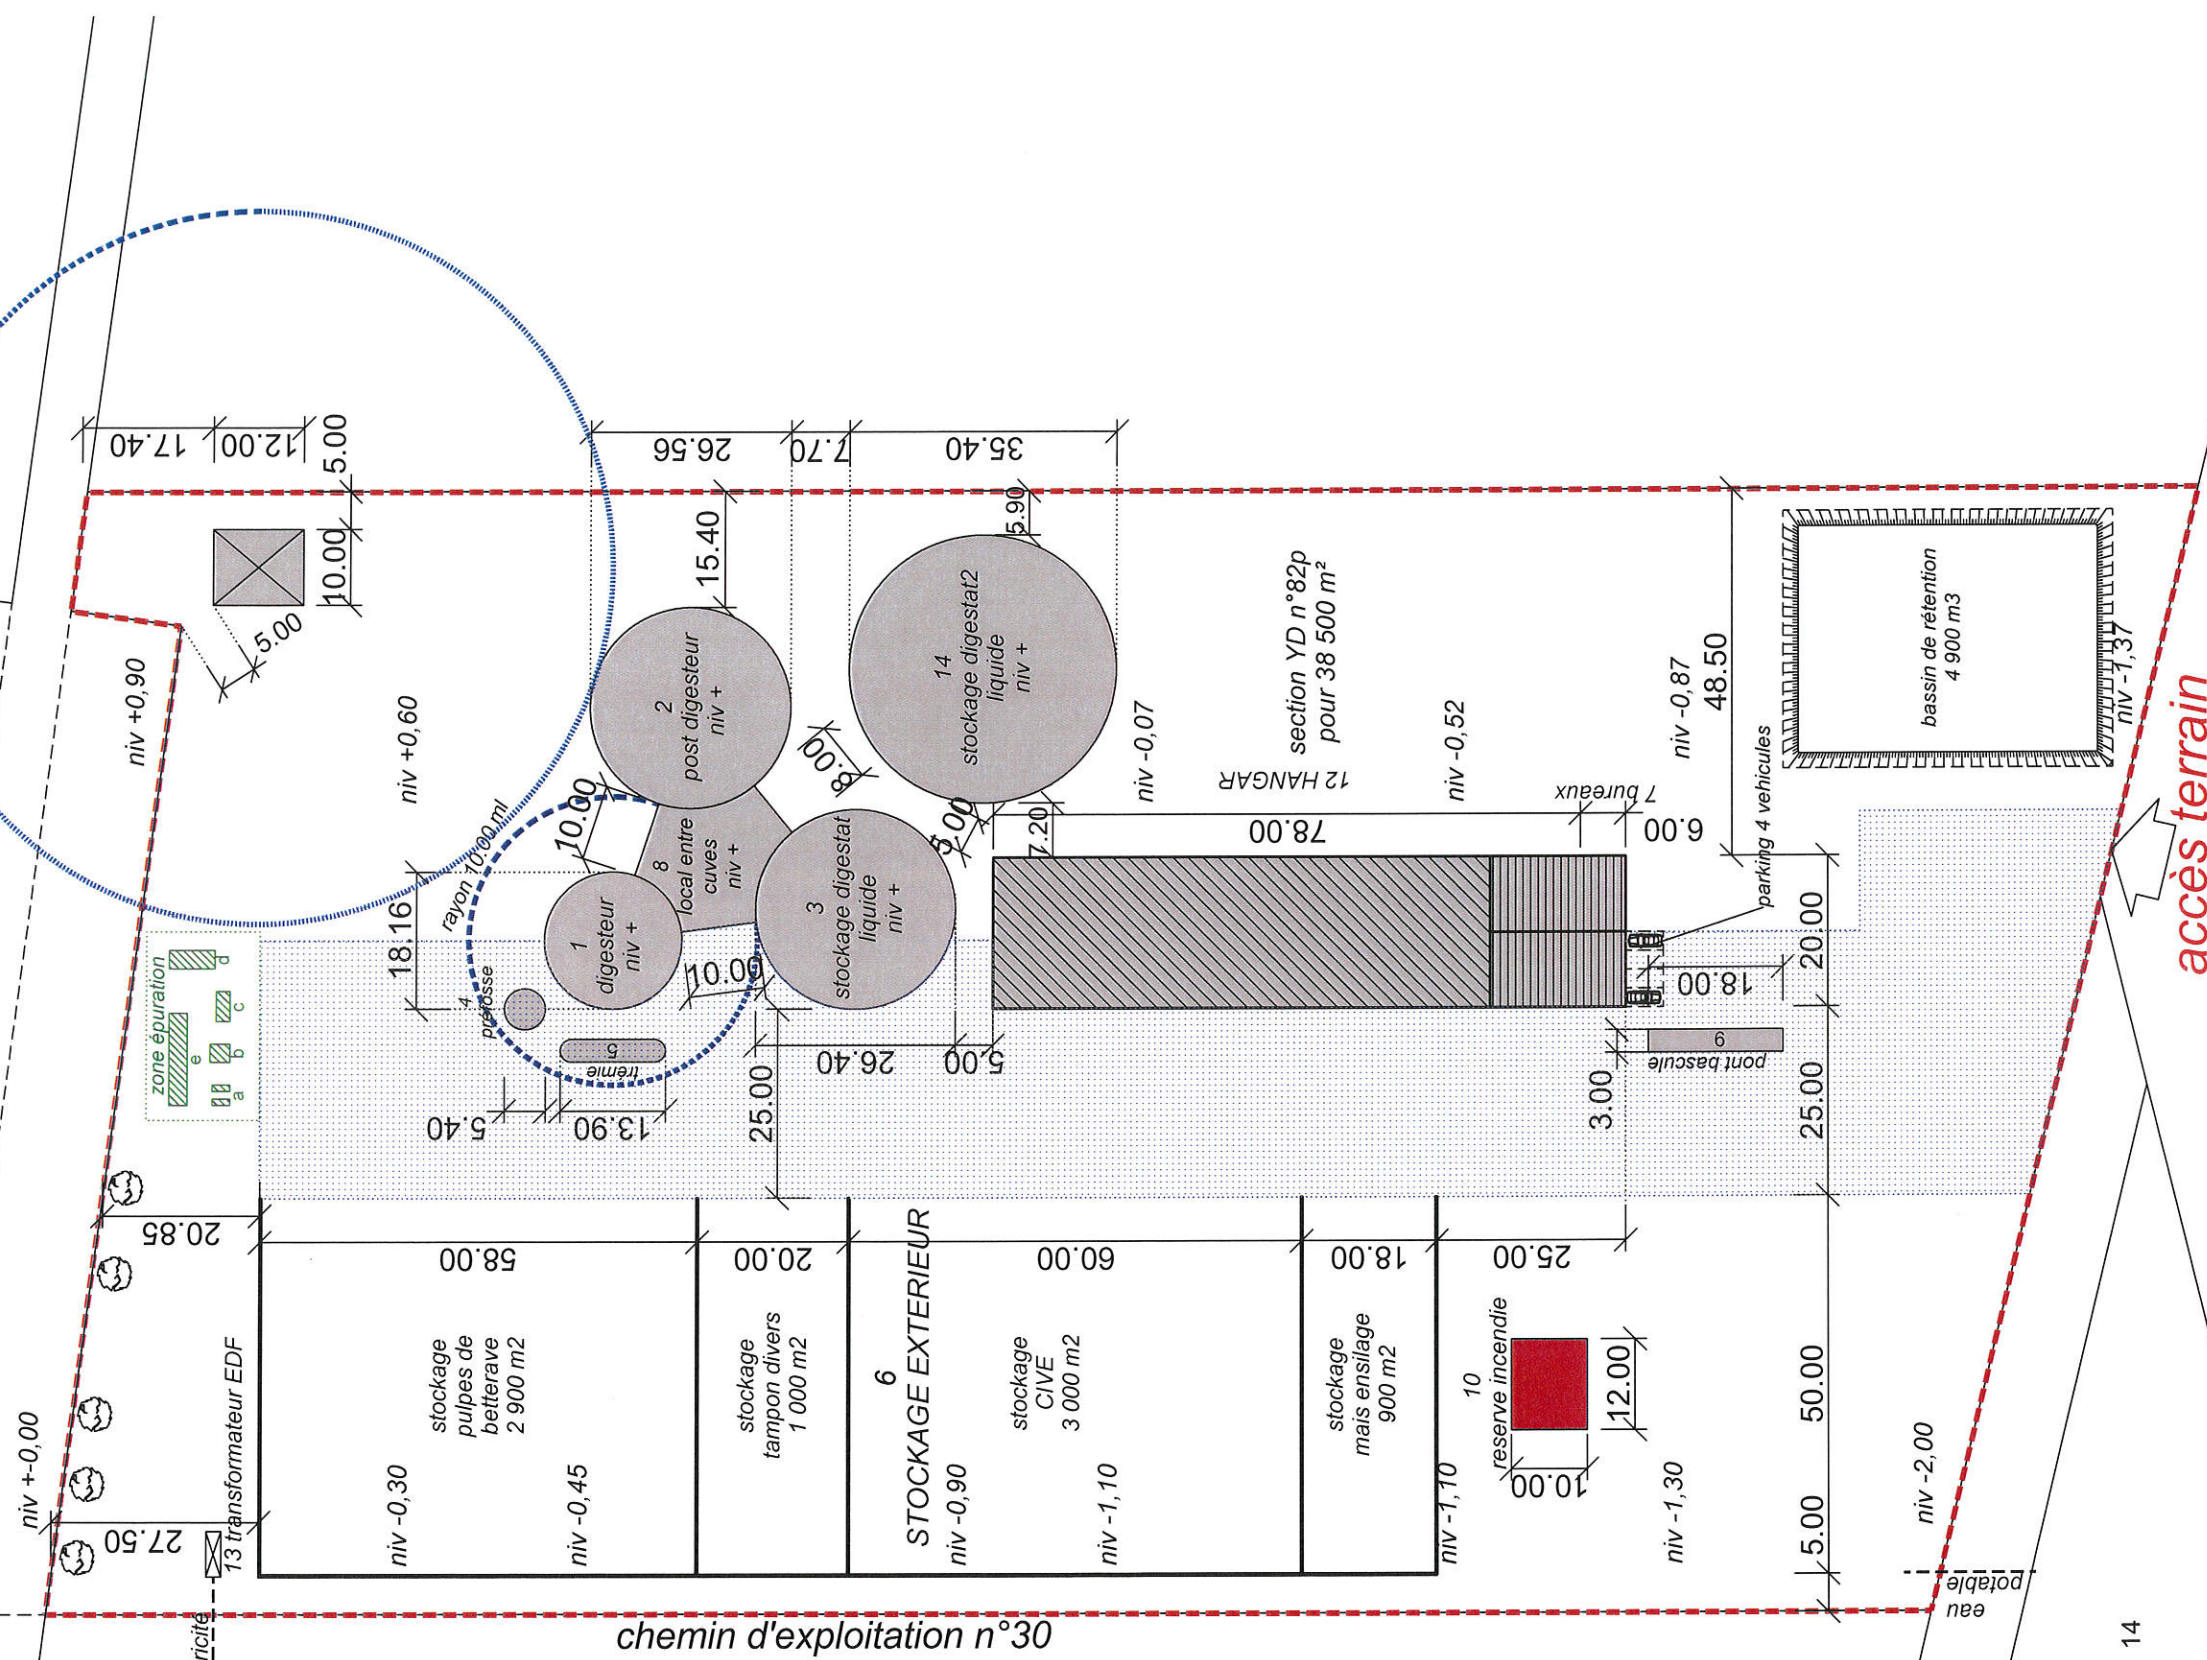 17.40
12.00
5.00
10.00
5.00
niv +0,90
niv +0,60
26.56
7.70
35.40
15.40
5.90
2
post digesteur
niv +
14
stockage digestat2
liquide
niv +
6.00
5.00
7.20
10.00
8
local entre
cuves
niv +
rayon 10.00 ml
18.16
1
digesteur
niv +
10.00
3
stockage digestat
liquide
niv +
4
prefosse
5
trémie
5.40
13.90
25.00
26.40
5.00
zone épuration
a
b
c
d
e
niv -0,07
section YD n°82p
pour 38 500 m²
12 HANGAR
niv -0,52
78.00
7 bureaux
6.00
niv -0,87
48.50
parking 4 vehicules
bassin de rétention
4 900 m3
niv -1,37
accès terrain
20.00
18.00
9
pont bascule
3.00
25.00
20.85
58.00
20.00
60.00
18.00
25.00
27.50
niv +-0,00
13 transformateur EDF
stockage
pulpes de
betterave
2 900 m2
niv -0,30
niv -0,45
stockage
tampon divers
1 000 m2
6
STOCKAGE EXTERIEUR
stockage
CIVE
3 000 m2
niv -0,90
niv -1,10
stockage
mais ensilage
900 m2
niv -1,10
10
reserve incendie
12.00
10.00
niv -1,30
50.00
5.00
niv -2,00
eau
potable
ricité
chemin d'exploitation n°30
14